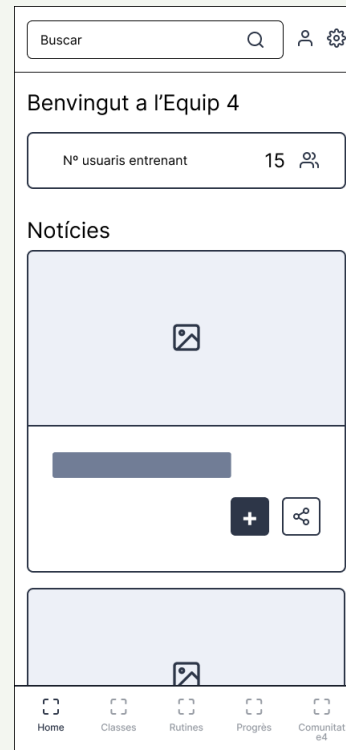 Buscar
Benvingut a l'Equip 4
Nº usuaris entrenant 15
Notícies
Home Classes Rutines Progrès Comunitat
e4